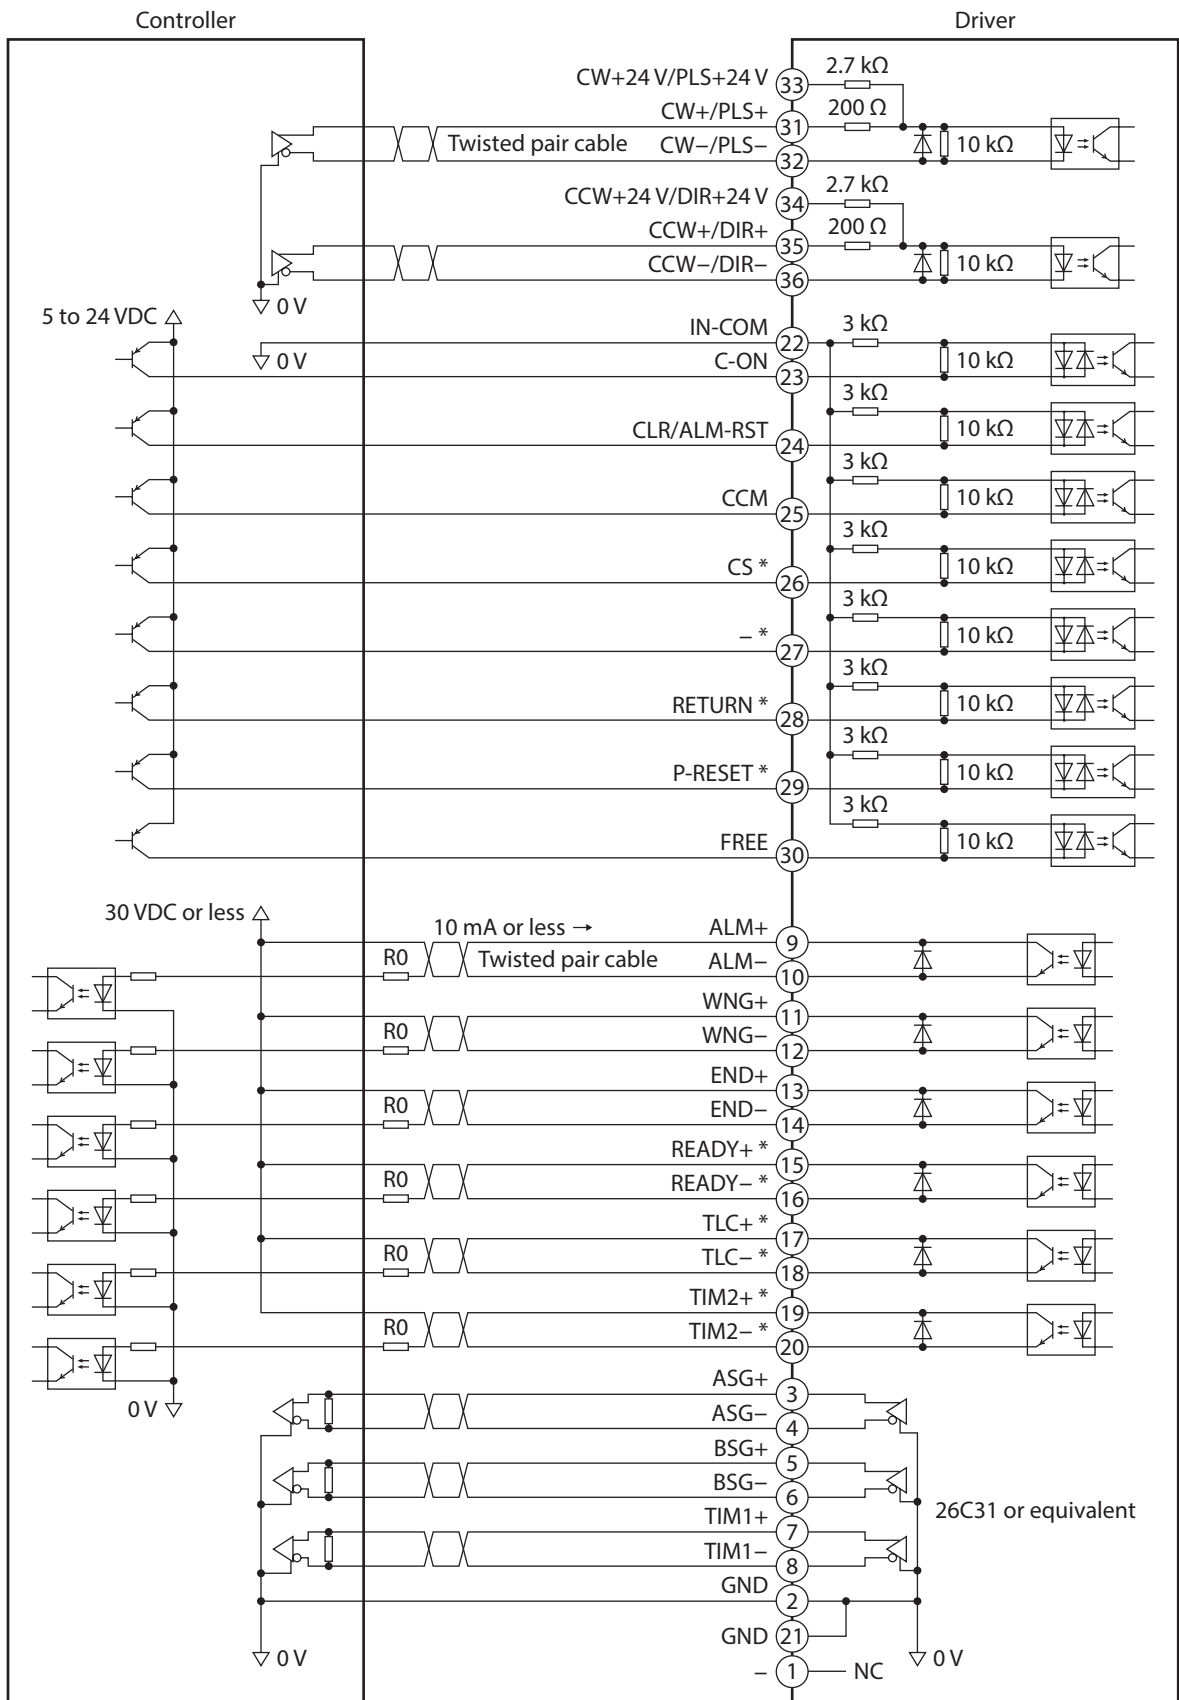 Controller
Driver
CW+24 V/PLS+24 V
33
2.7 kΩ
CW+/PLS+
31
200 Ω
Twisted pair cable
CW−/PLS−
32
10 kΩ
CCW+24 V/DIR+24 V
34
2.7 kΩ
CCW+/DIR+
35
200 Ω
CCW−/DIR−
36
10 kΩ
0 V
5 to 24 VDC
0 V
IN-COM
22
3 kΩ
C-ON
23
10 kΩ
3 kΩ
CLR/ALM-RST
24
10 kΩ
3 kΩ
CCM
25
10 kΩ
3 kΩ
CS *
26
10 kΩ
3 kΩ
− *
27
10 kΩ
3 kΩ
RETURN *
28
10 kΩ
3 kΩ
P-RESET *
29
10 kΩ
3 kΩ
FREE
30
10 kΩ
30 VDC or less
10 mA or less →
ALM+
9
R0
Twisted pair cable
ALM−
10
WNG+
11
R0
WNG−
12
END+
13
R0
END−
14
READY+ *
15
R0
READY− *
16
TLC+ *
17
R0
TLC− *
18
TIM2+ *
19
R0
TIM2− *
20
0 V
ASG+
3
ASG−
4
BSG+
5
BSG−
6
26C31 or equivalent
TIM1+
7
TIM1−
8
GND
2
GND
21
0 V
0 V
−
1
NC